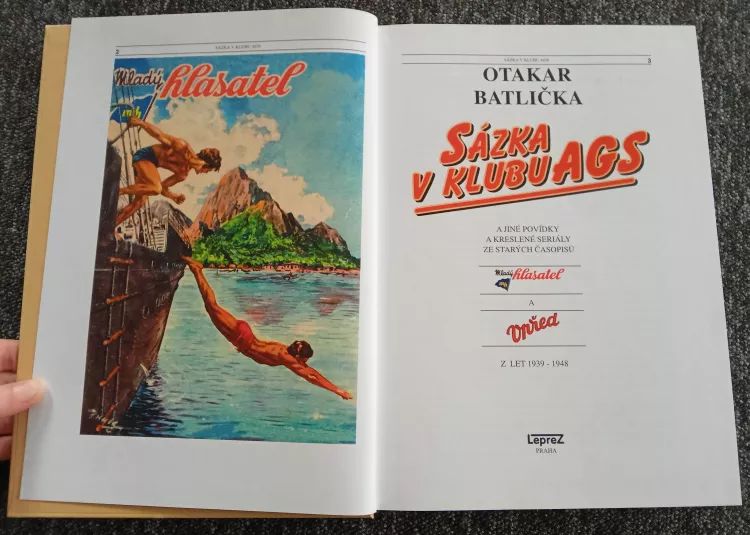 2
SÁZKA V KLUBU AGS
Mladý hlasatel
MH
SÁZKA V KLUBU AGS
3
OTAKAR
BATLIČKA
SÁZKA
V KLUBU AGS
A JINÉ POVÍDKY
A KRESLENÉ SERIÁLY
ZE STARÝCH ČASOPISŮ
Mladý hlasatel
A
Vpřed
Z LET 1939 - 1948
LepreZ
PRAHA